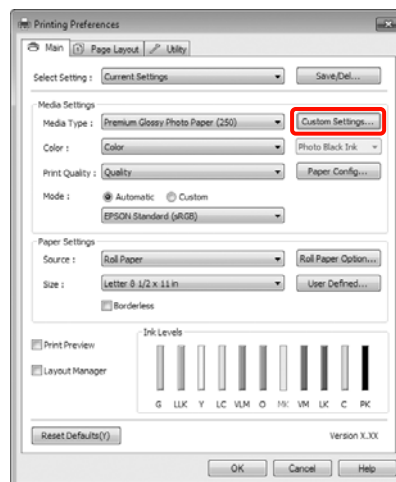 Printing Preferences
Main Page Layout Utility
Select Setting : Current Settings Save/Del...
Media Settings
Media Type : Premium Glossy Photo Paper (250) Custom Settings...
Color : Color Photo Black Ink
Print Quality : Quality Paper Config...
Mode : Automatic Custom
EPSON Standard (sRGB)
Paper Settings
Source : Roll Paper Roll Paper Option...
Size : Letter 8 1/2 x 11 in User Defined...
Borderless
Ink Levels
Print Preview
Layout Manager
G LLK Y LC VLM O MK VM LK C PK
Reset Defaults(Y) Version X.XX
OK Cancel Help